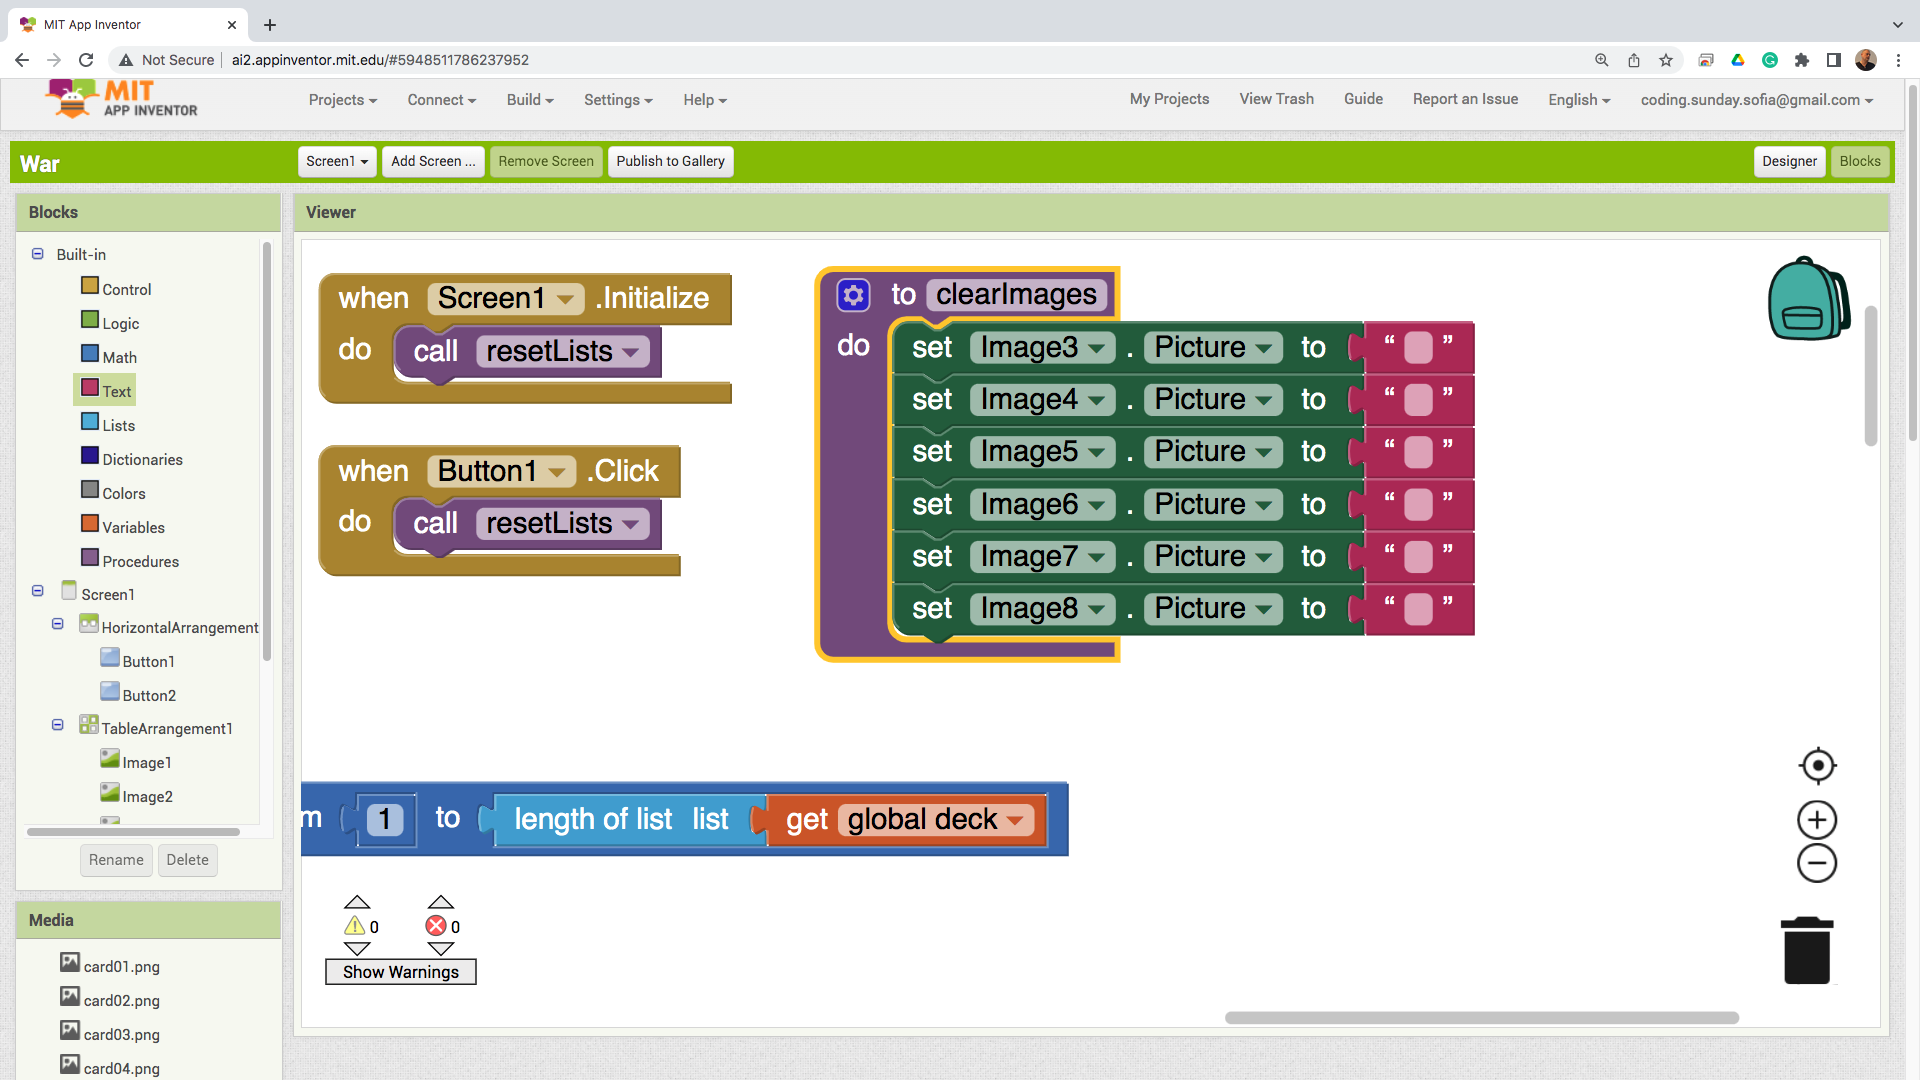 MIT App Inventor
Not Secure
ai2.appinventor.mit.edu/#5948511786237952
MIT
APP INVENTOR
Projects Connect Build Settings Help My Projects View Trash Guide Report an Issue English coding.sunday.sofia@gmail.com
War Screen1 Add Screen ... Remove Screen Publish to Gallery Designer Blocks
Blocks
Built-in
Control
Logic
Math
Text
Lists
Dictionaries
Colors
Variables
Procedures
Screen1
HorizontalArrangement
Button1
Button2
TableArrangement1
Image1
Image2
Rename Delete
Media
card01.png
card02.png
card03.png
card04.png
Viewer
when Screen1 .Initialize
do call resetLists
when Button1 .Click
do call resetLists
to clearImages
do set Image3 . Picture to “ ”
set Image4 . Picture to “ ”
set Image5 . Picture to “ ”
set Image6 . Picture to “ ”
set Image7 . Picture to “ ”
set Image8 . Picture to “ ”
m 1 to length of list list get global deck
0 0
Show Warnings